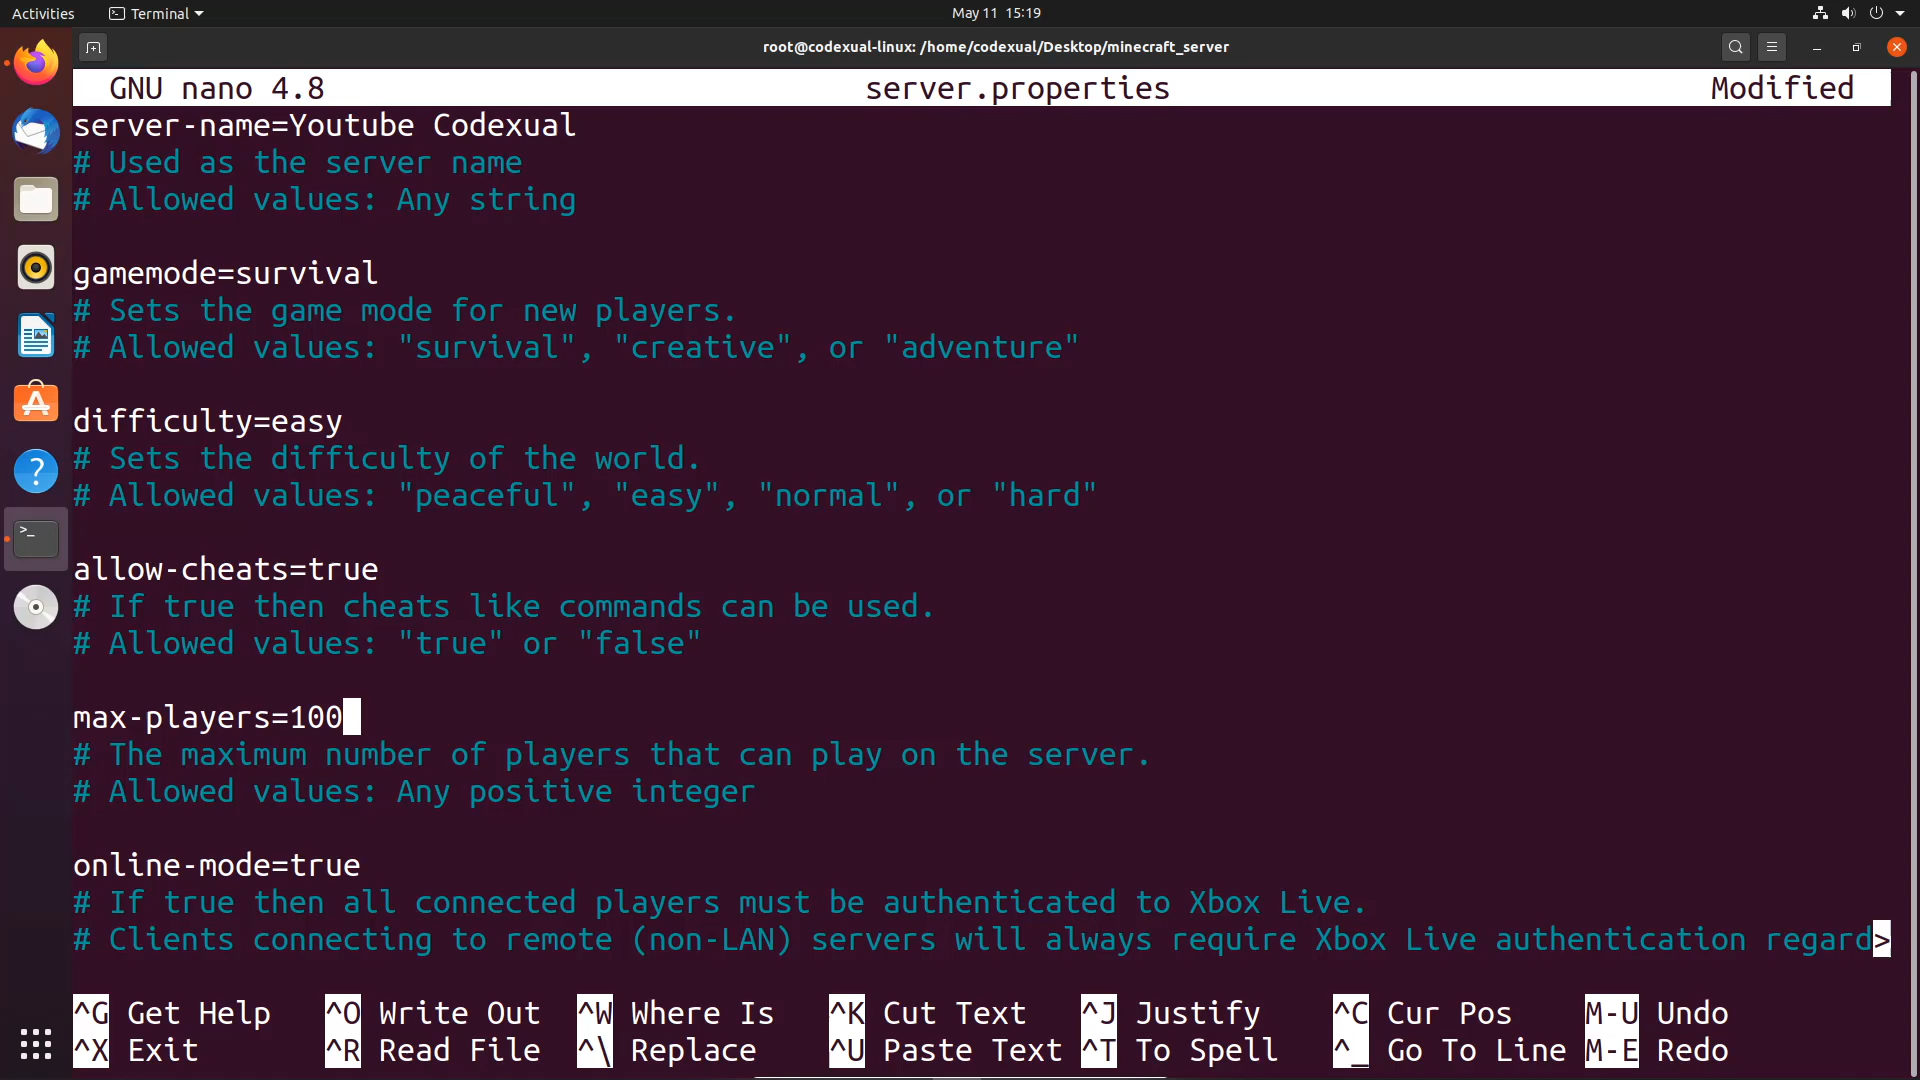 Activities
Terminal
May 11 15:19
root@codexual-linux: /home/codexual/Desktop/minecraft_server
GNU nano 4.8 server.properties Modified
server-name=Youtube Codexual
# Used as the server name
# Allowed values: Any string
gamemode=survival
# Sets the game mode for new players.
# Allowed values: "survival", "creative", or "adventure"
difficulty=easy
# Sets the difficulty of the world.
# Allowed values: "peaceful", "easy", "normal", or "hard"
allow-cheats=true
# If true then cheats like commands can be used.
# Allowed values: "true" or "false"
max-players=100
# The maximum number of players that can play on the server.
# Allowed values: Any positive integer
online-mode=true
# If true then all connected players must be authenticated to Xbox Live.
# Clients connecting to remote (non-LAN) servers will always require Xbox Live authentication regard>
^G Get Help ^O Write Out ^W Where Is ^K Cut Text ^J Justify ^C Cur Pos M-U Undo
^X Exit ^R Read File ^\ Replace ^U Paste Text ^T To Spell ^_ Go To Line M-E Redo